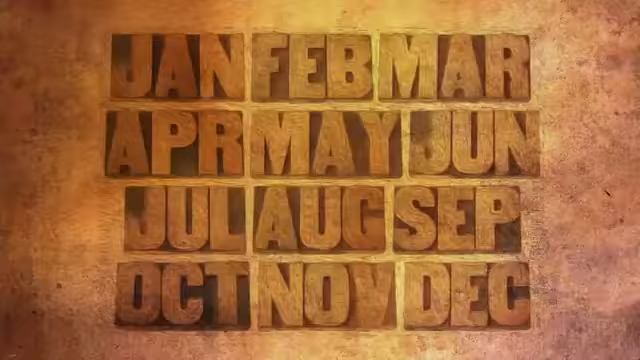 JAN FEB MAR
APR MAY JUN
JUL AUG SEP
OCT NOV DEC